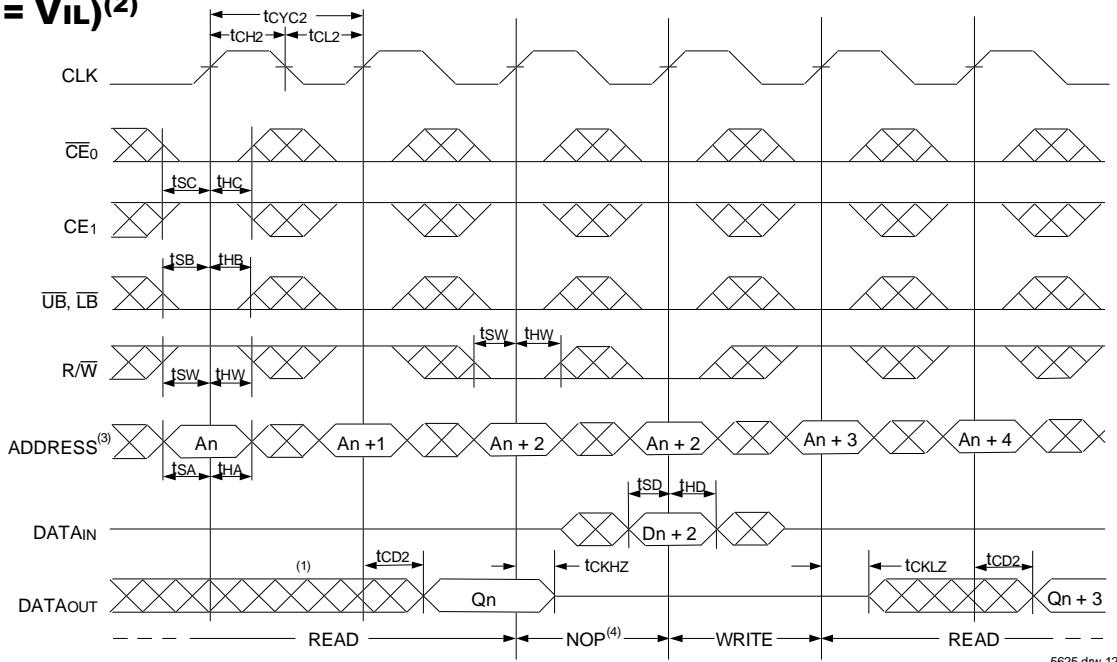 = VIL)(2)
tCYC2
tCH2 tCL2
CLK
CE0
tSC tHC
CE1
tSB tHB
UB, LB
tSW tHW
R/W
tSW tHW
ADDRESS(3) An An +1 An + 2 An + 2 An + 3 An + 4
tSA tHA
tSD tHD
DATAIN Dn + 2
tCD2 tCKHZ tCKLZ tCD2
(1)
DATAOUT Qn Qn + 3
READ NOP(4) WRITE READ
5625 drw 12